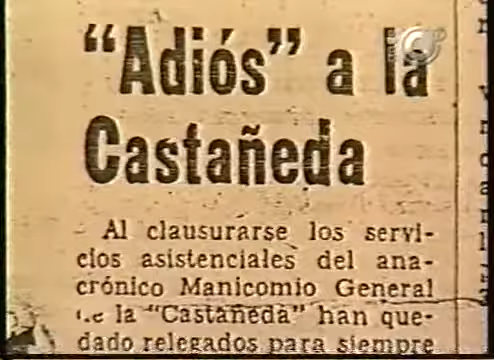 “Adiós” a la
Castañeda
Al clausurarse los servi-
cios asistenciales del ana-
crónico Manicomio General
de la “Castañeda” han que-
dado relegados para siempre